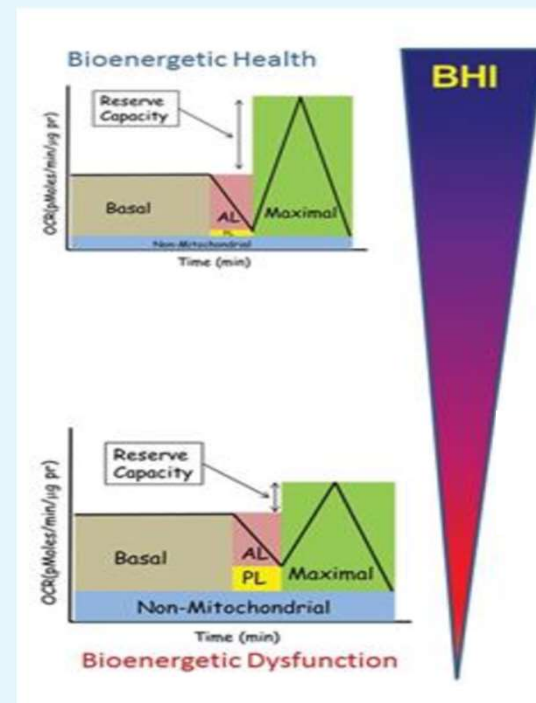 Bioenergetic Health
BHI
Reserve
Capacity
OCR(pMoles/min/µg pr)
Basal
AL
Maximal
PL
Non-Mitochondrial
Time (min)
Reserve
Capacity
OCR(pMoles/min/µg pr)
Basal
AL
PL
Maximal
Non-Mitochondrial
Time (min)
Bioenergetic Dysfunction